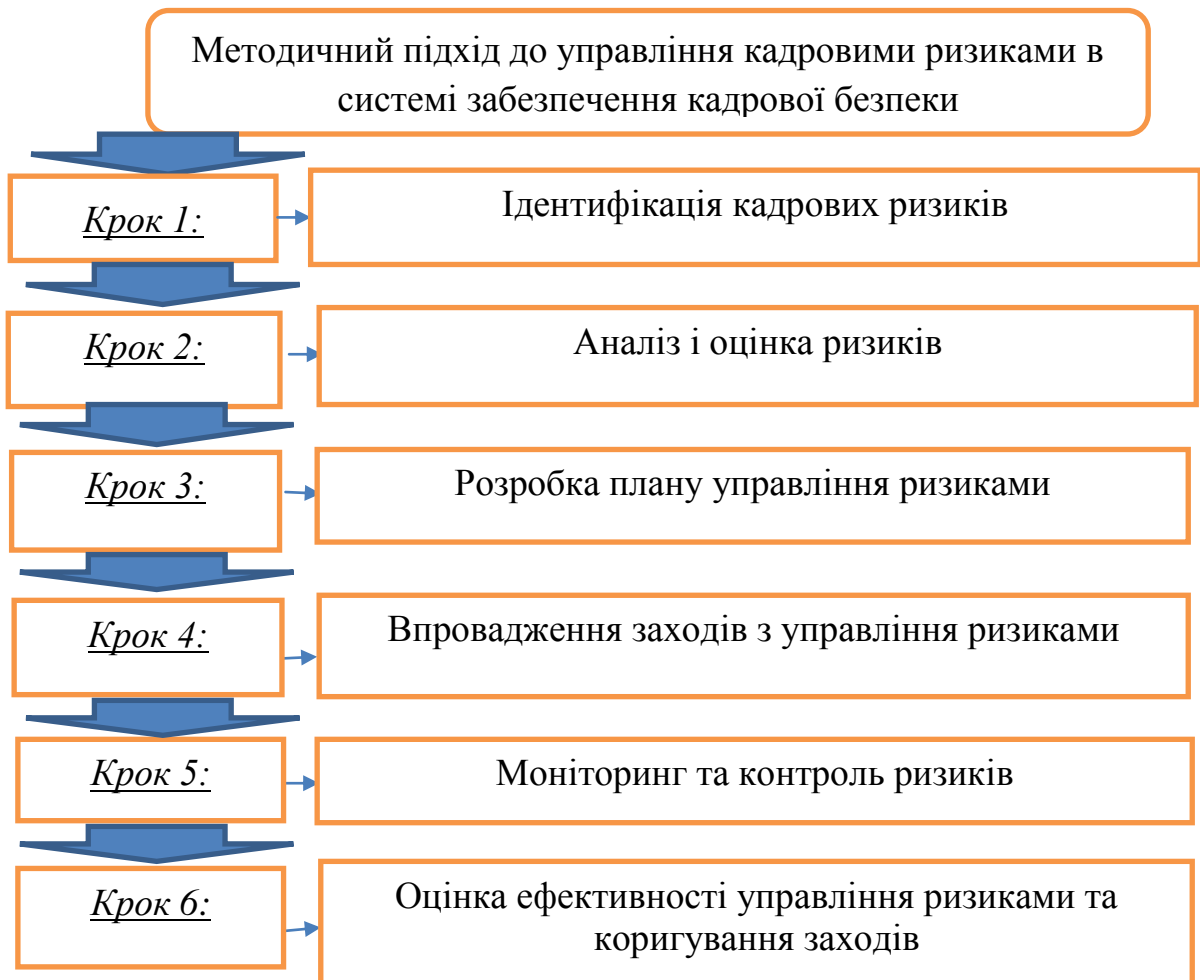 Методичний підхід до управління кадровими ризиками в
системі забезпечення кадрової безпеки
Крок 1:
Ідентифікація кадрових ризиків
Крок 2:
Аналіз і оцінка ризиків
Крок 3:
Розробка плану управління ризиками
Крок 4:
Впровадження заходів з управління ризиками
Крок 5:
Моніторинг та контроль ризиків
Крок 6:
Оцінка ефективності управління ризиками та
коригування заходів